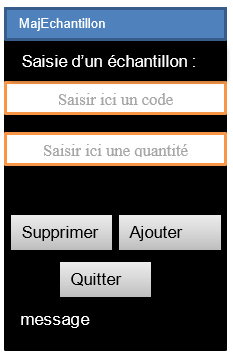 MajEchantillon
Saisie d'un échantillon :
Saisir ici un code
Saisir ici une quantité
Supprimer
Ajouter
Quitter
message